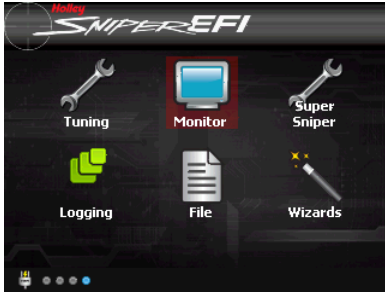 Holley
SNIPER EFI
Tuning
Monitor
Super
Sniper
Logging
File
Wizards